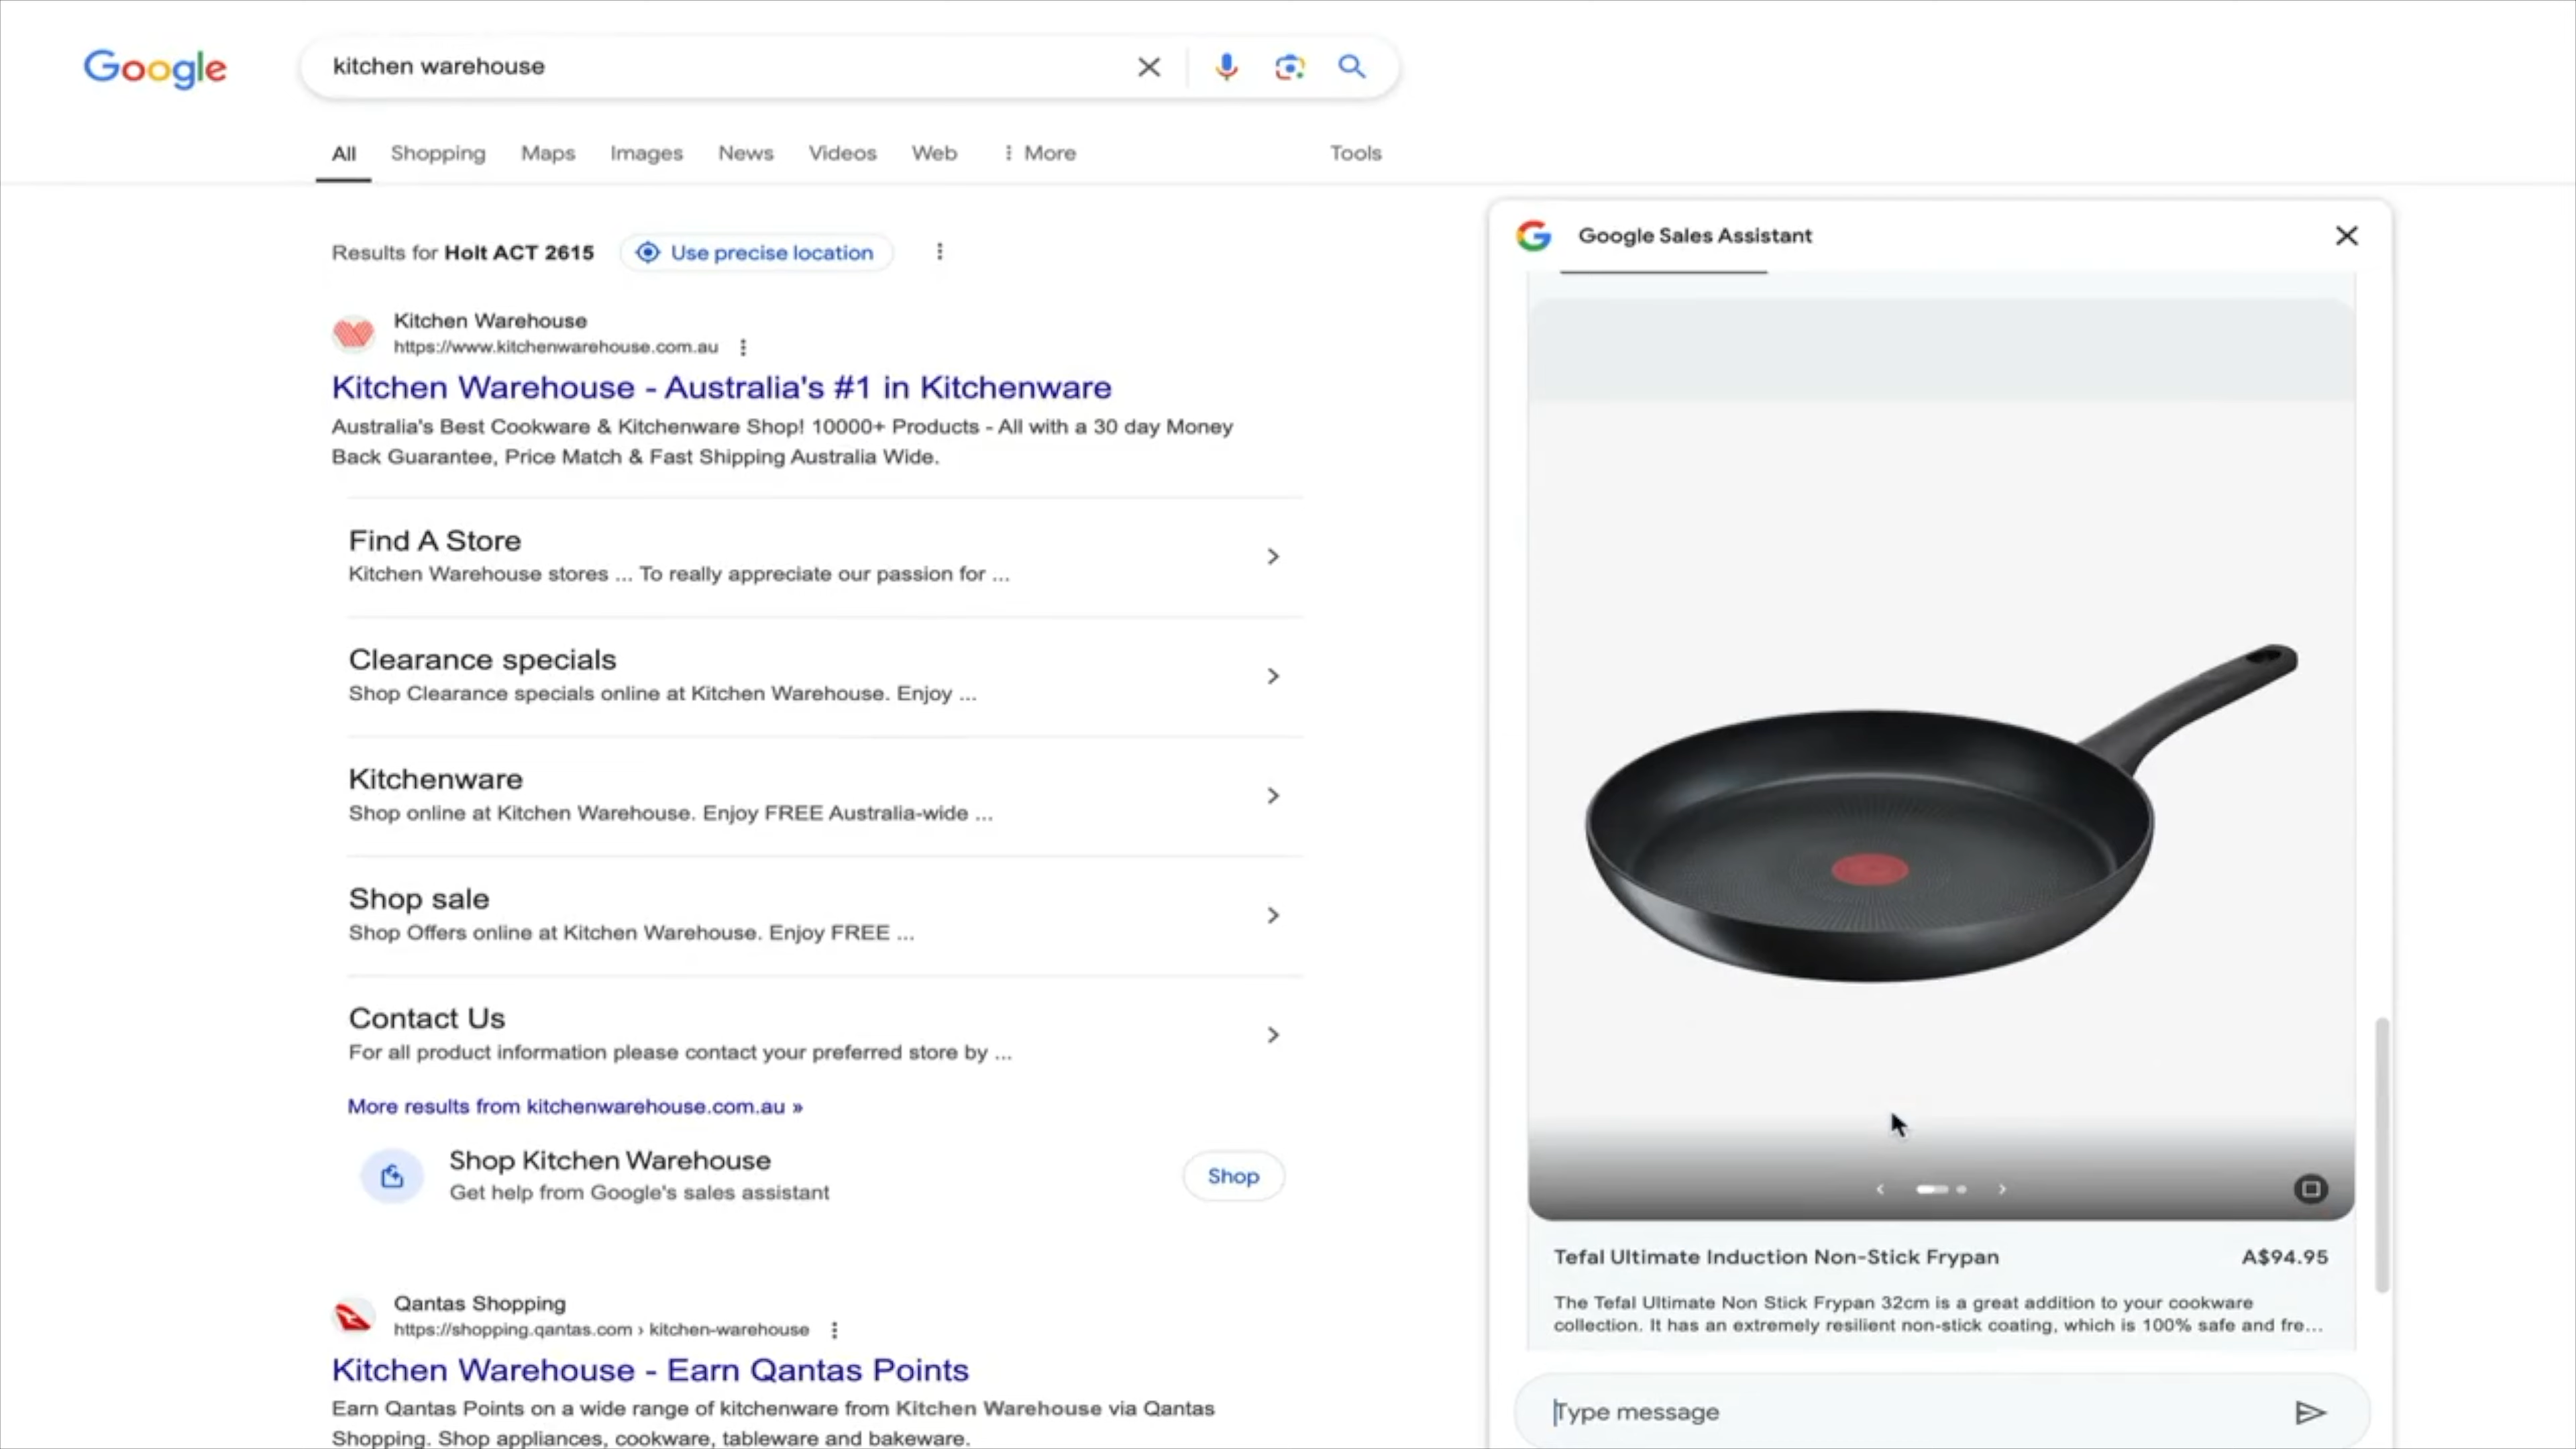 Google
kitchen warehouse
All
Shopping
Maps
Images
News
Videos
Web
More
Tools
Results for Holt ACT 2615
Use precise location
Kitchen Warehouse
https://www.kitchenwarehouse.com.au
Kitchen Warehouse - Australia's #1 in Kitchenware
Australia's Best Cookware & Kitchenware Shop! 10000+ Products - All with a 30 day Money
Back Guarantee, Price Match & Fast Shipping Australia Wide.
Find A Store
Kitchen Warehouse stores ... To really appreciate our passion for ...
Clearance specials
Shop Clearance specials online at Kitchen Warehouse. Enjoy ...
Kitchenware
Shop online at Kitchen Warehouse. Enjoy FREE Australia-wide ...
Shop sale
Shop Offers online at Kitchen Warehouse. Enjoy FREE ...
Contact Us
For all product information please contact your preferred store by ...
More results from kitchenwarehouse.com.au »
Shop Kitchen Warehouse
Get help from Google's sales assistant
Shop
Qantas Shopping
https://shopping.qantas.com › kitchen-warehouse
Kitchen Warehouse - Earn Qantas Points
Earn Qantas Points on a wide range of kitchenware from Kitchen Warehouse via Qantas
Shopping. Shop appliances, cookware, tableware and bakeware.
Google Sales Assistant
Tefal Ultimate Induction Non-Stick Frypan
A$94.95
The Tefal Ultimate Non Stick Frypan 32cm is a great addition to your cookware
collection. It has an extremely resilient non-stick coating, which is 100% safe and fre...
Type message